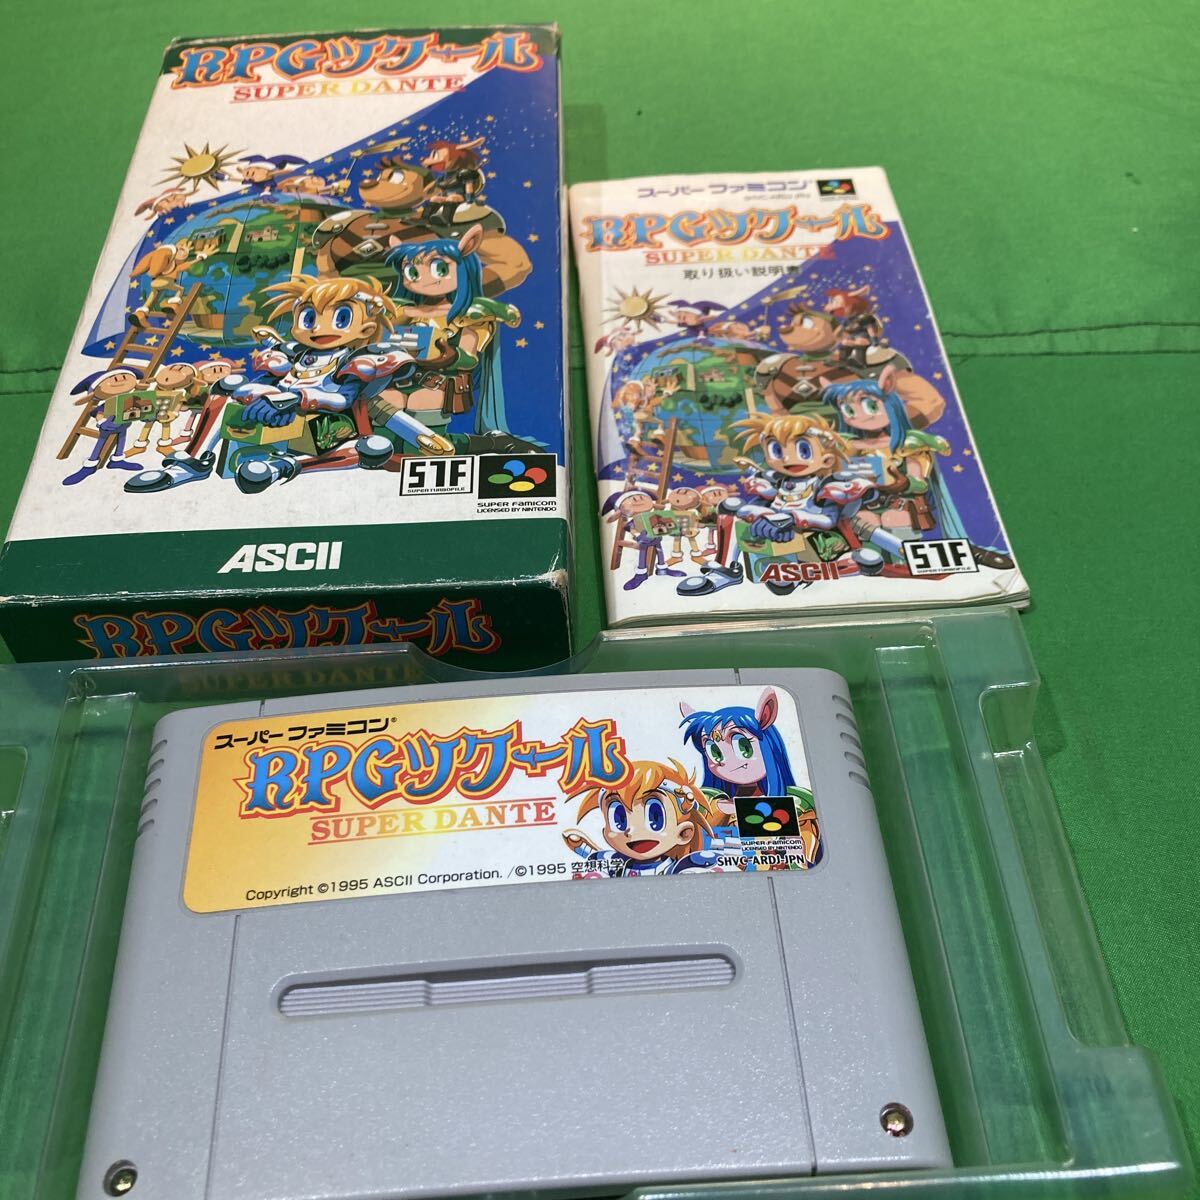 RPGツクール
SUPER DANTE
STF
SUPER TURBOFILE
SUPER FAMICOM
LICENSED BY NINTENDO
ASCII
RPGツクール
SUPER DANTE
スーパーファミコン
SHVC-ARDJ-JPN
RPGツクール
SUPER DANTE
取り扱い説明書
ASCII
STF
SUPER TURBOFILE
スーパーファミコン®
RPGツクール
SUPER DANTE
SUPER FAMICOM
LICENSED BY NINTENDO
SHVC-ARDJ-JPN
Copyright ©1995 ASCII Corporation. /©1995 空想科学